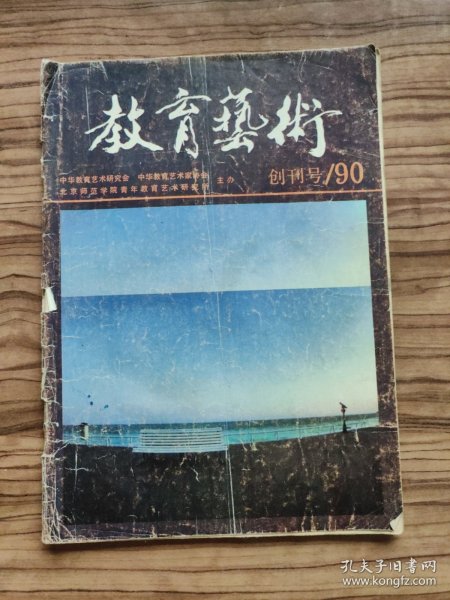 教育藝術
中华教育艺术研究会 中华教育艺术家协会
北京师范学院青年教育艺术研究所 主办
创刊号/90
孔夫子旧书网
www.kongfz.com